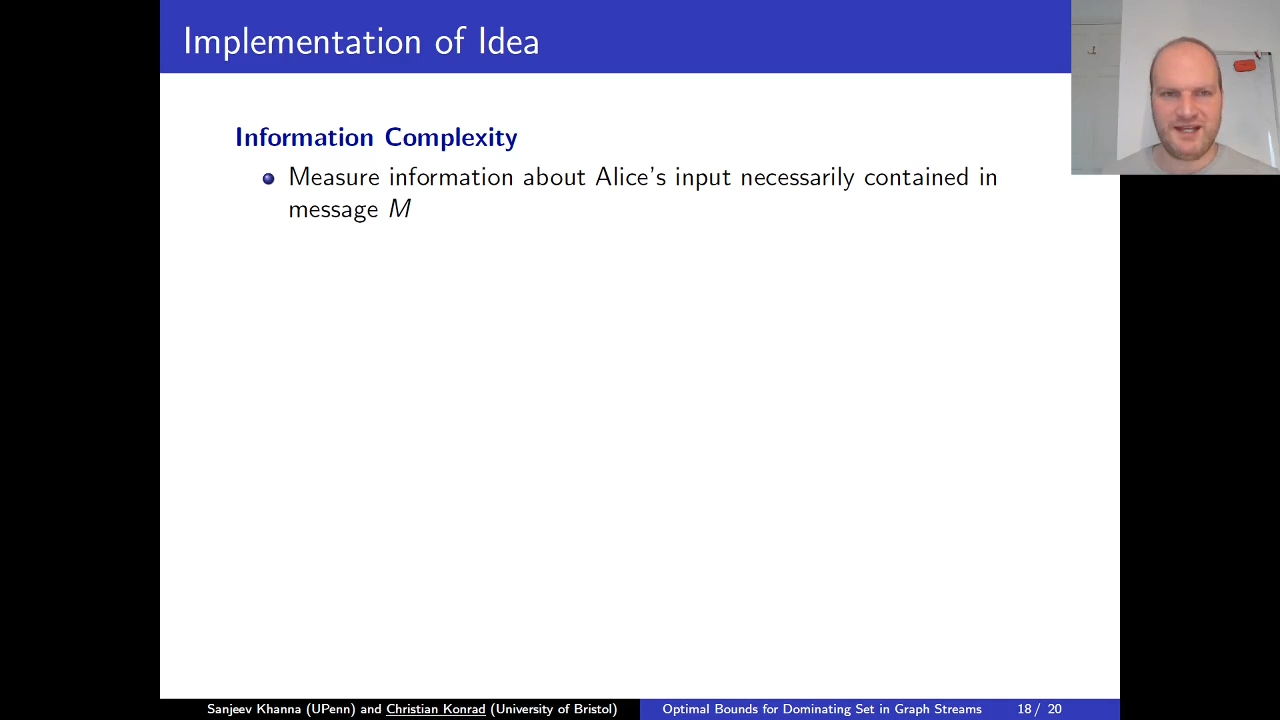 Implementation of Idea
Information Complexity
Measure information about Alice's input necessarily contained in
message M
Sanjeev Khanna (UPenn) and Christian Konrad (University of Bristol)
Optimal Bounds for Dominating Set in Graph Streams
18 / 20